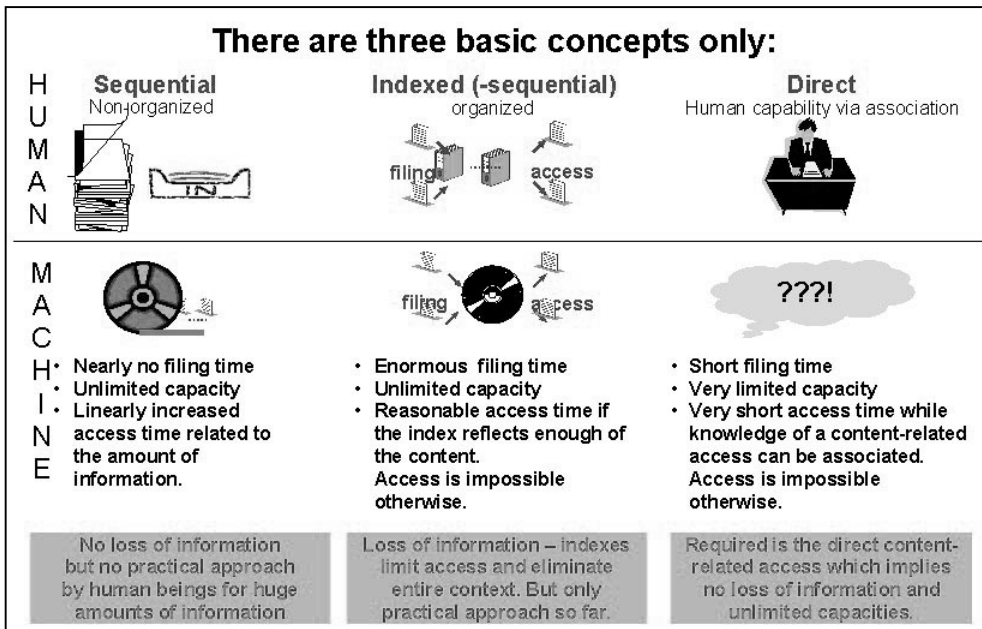 There are three basic concepts only:
HUMAN
Sequential
Non-organized
IN
Indexed (-sequential)
organized
filing
access
Direct
Human capability via association
MACHINE
• Nearly no filing time
• Unlimited capacity
• Linearly increased
access time related to
the amount of
information.
filing
access
• Enormous filing time
• Unlimited capacity
• Reasonable access time if
the index reflects enough of
the content.
Access is impossible
otherwise.
???!
• Short filing time
• Very limited capacity
• Very short access time while
knowledge of a content-related
access can be associated.
Access is impossible
otherwise.
No loss of information
but no practical approach
by human beings for huge
amounts of information
Loss of information – indexes
limit access and eliminate
entire context. But only
practical approach so far.
Required is the direct content-
related access which implies
no loss of information and
unlimited capacities.